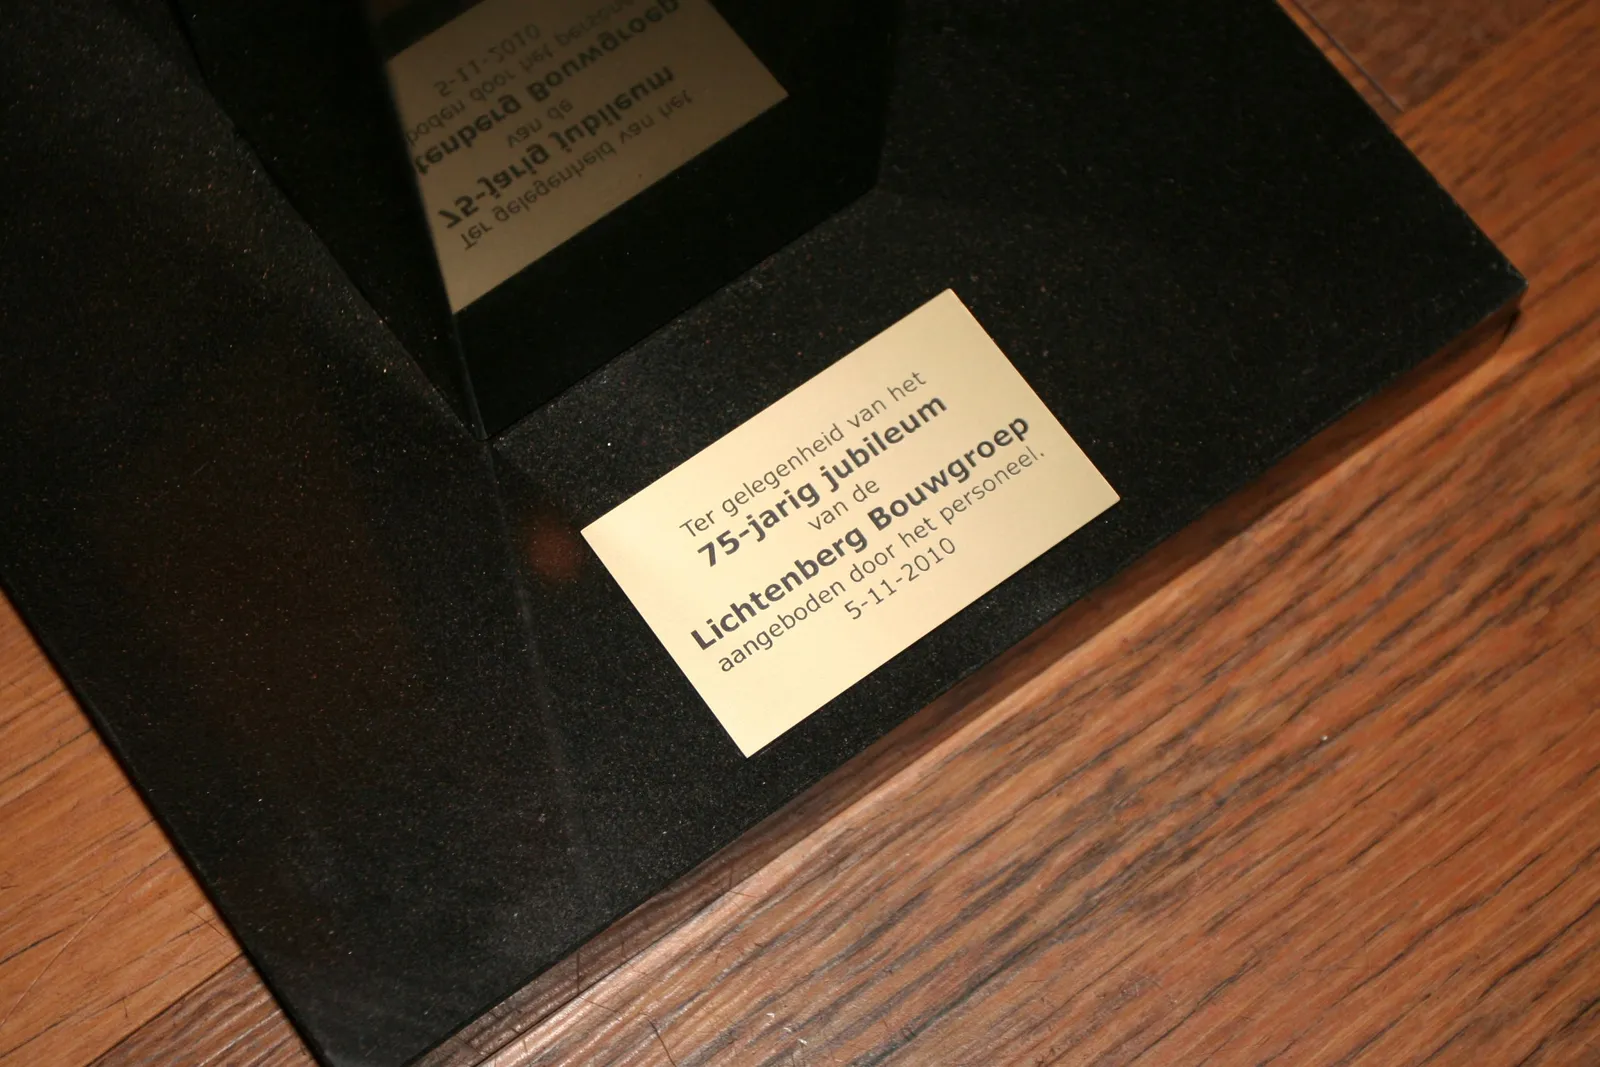 Ter gelegenheid van het
75-jarig jubileum
van de
Lichtenberg Bouwgroep
aangeboden door het personeel.
5-11-2010